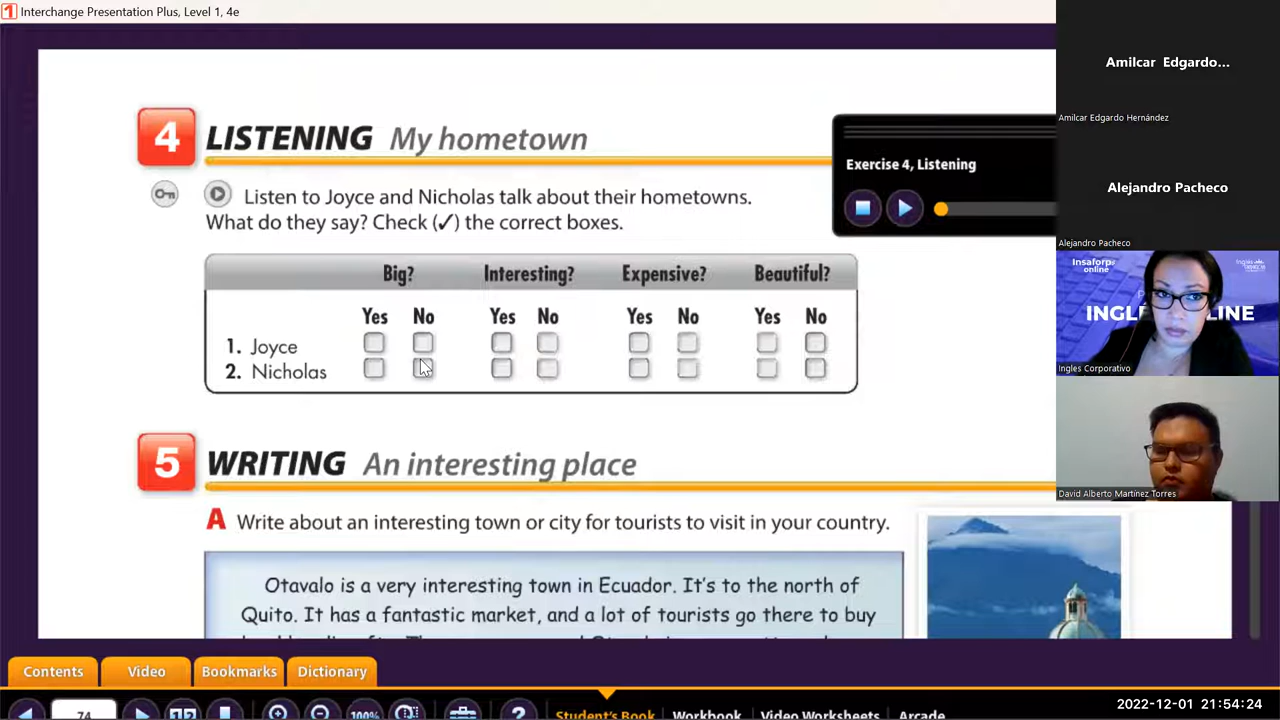 Interchange Presentation Plus, Level 1, 4e
4 LISTENING My hometown
Listen to Joyce and Nicholas talk about their hometowns.
What do they say? Check (✓) the correct boxes.
Exercise 4, Listening
Big? Interesting? Expensive? Beautiful?
Yes No Yes No Yes No Yes No
1. Joyce
2. Nicholas
5 WRITING An interesting place
A Write about an interesting town or city for tourists to visit in your country.
Otavalo is a very interesting town in Ecuador. It's to the north of
Quito. It has a fantastic market, and a lot of tourists go there to buy
Amilcar Edgardo...
Amilcar Edgardo Hernández
Alejandro Pacheco
Alejandro Pacheco
Insaforp
online
INGL
LINE
Ingles Corporativo
David Alberto Martinez Torres
Contents Video Bookmarks Dictionary
74
100%
?
Student's Book Workbook Video Worksheets Arcade
2022-12-01 21:54:24